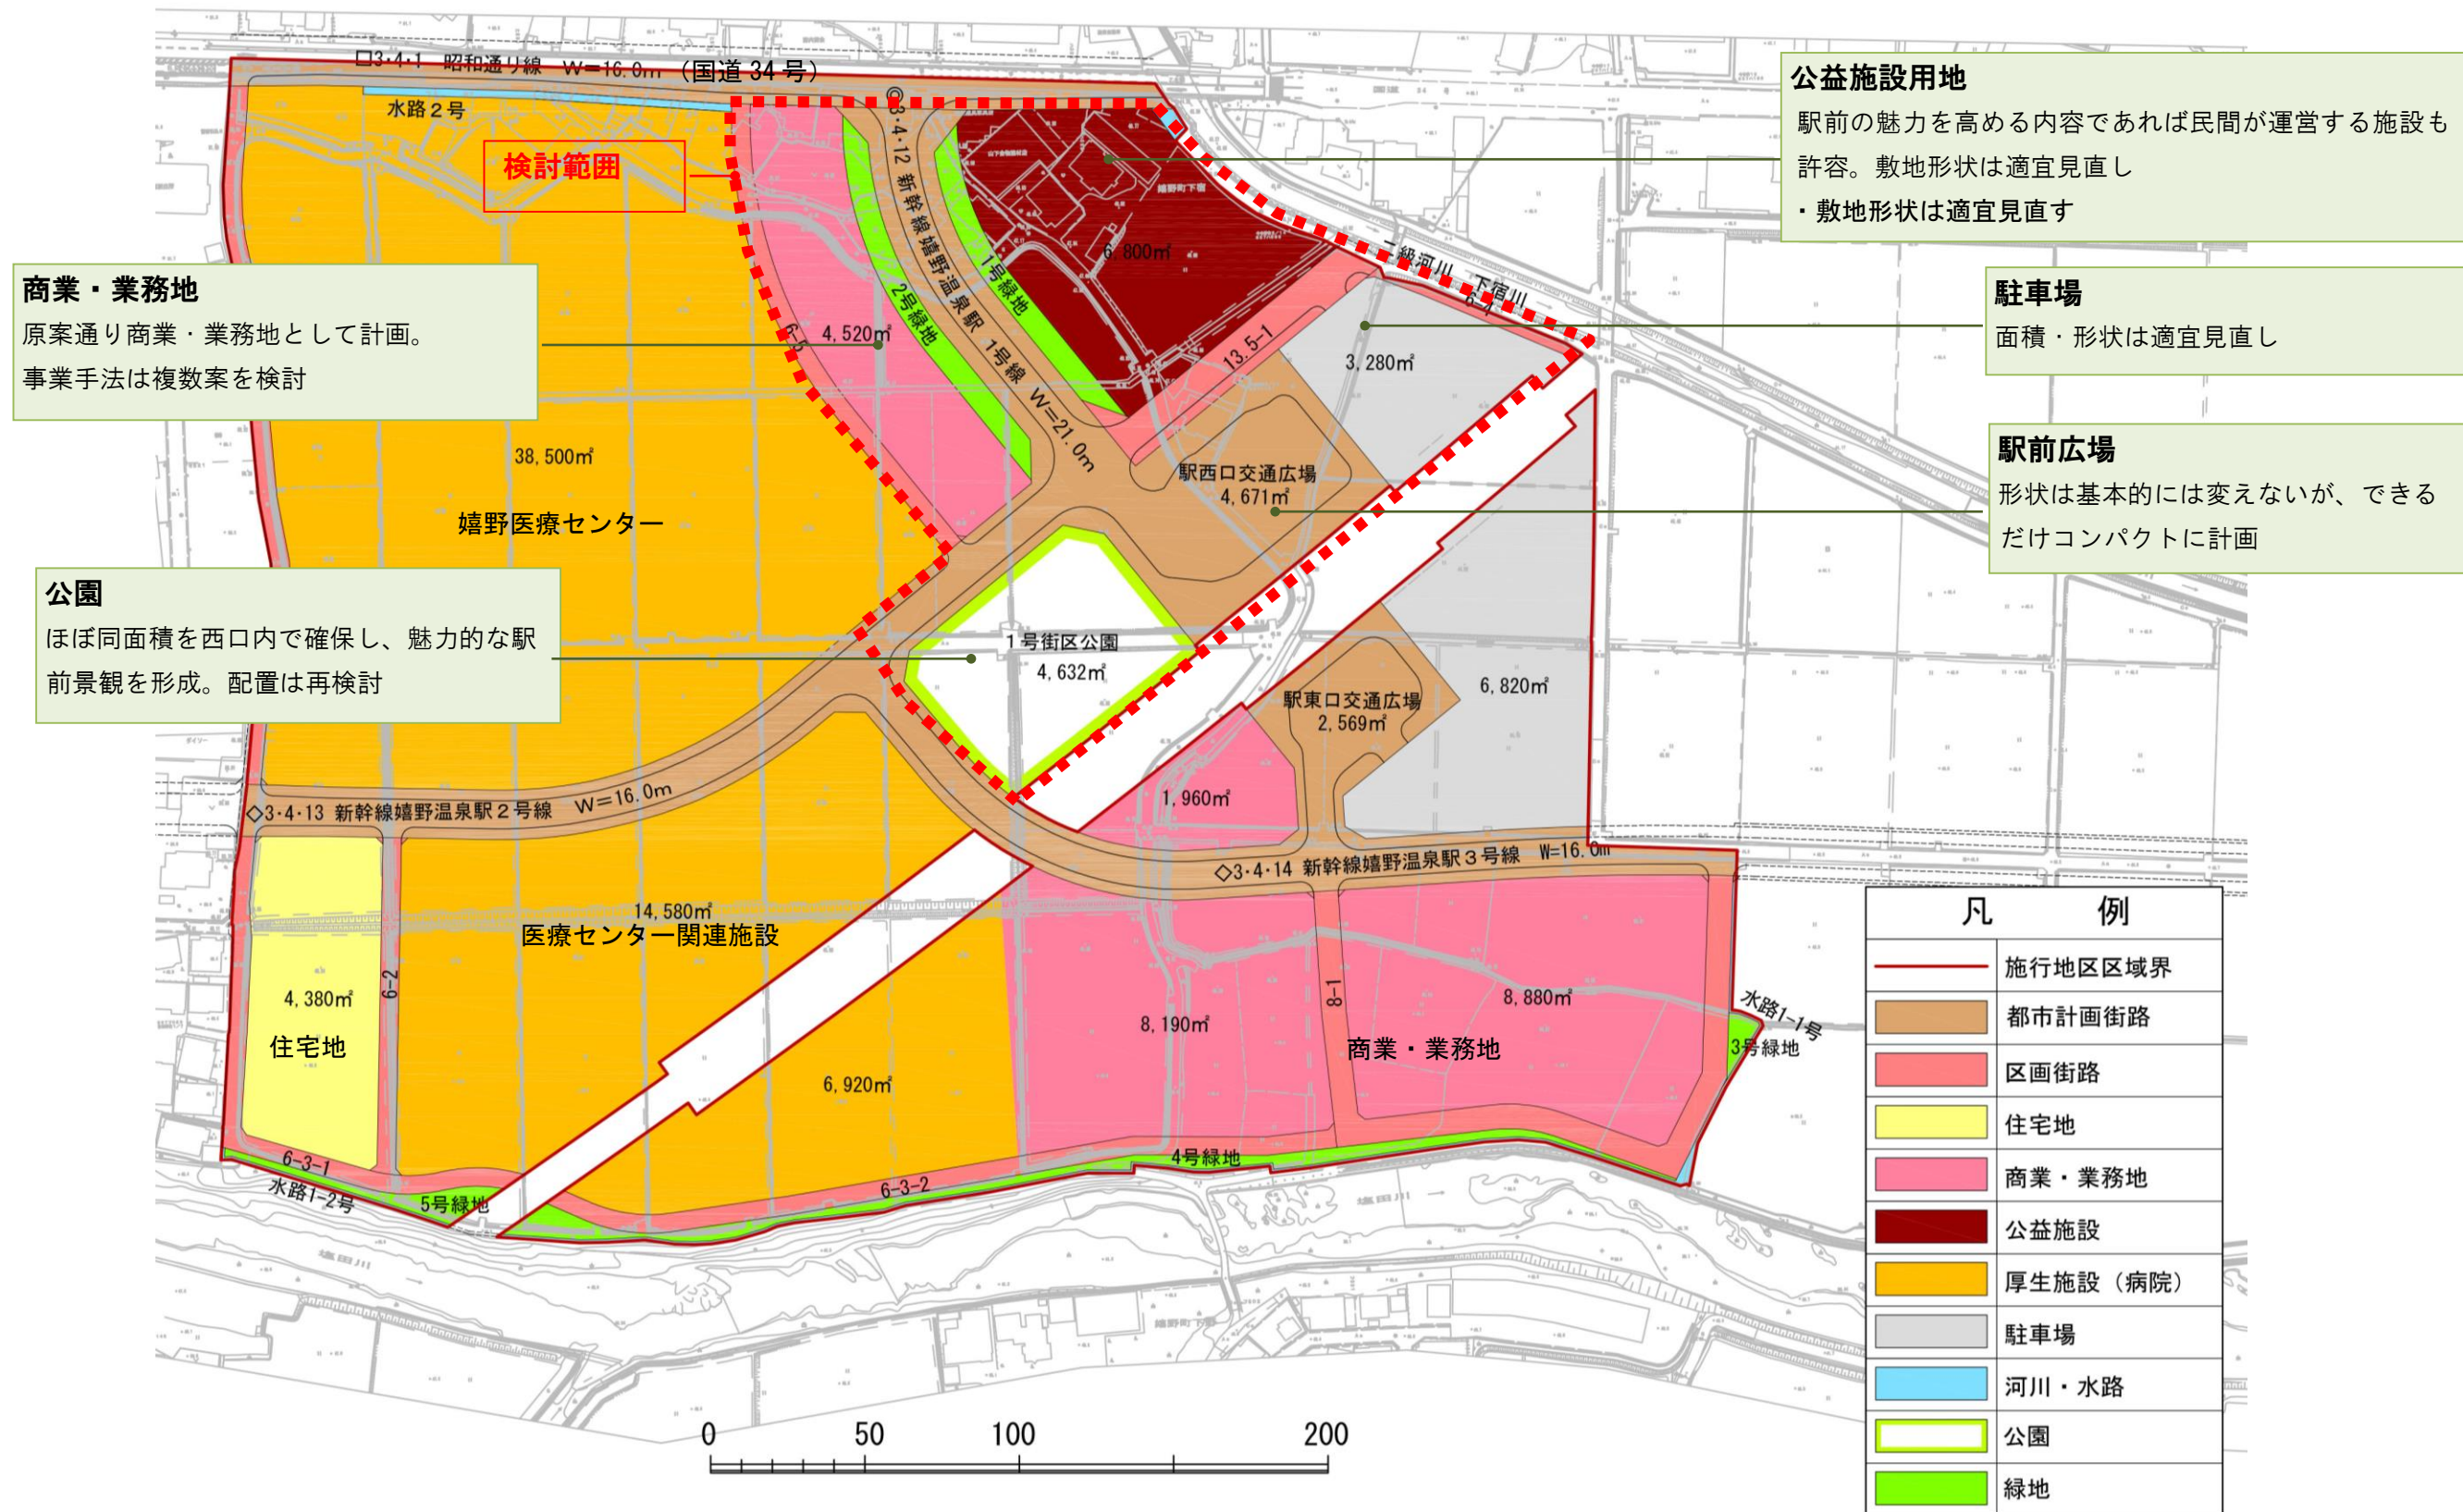 □3・4・1 昭和通り線 W=16.0m (国道 34 号)
水路２号
検討範囲
◎3・4・12 新幹線嬉野温泉駅 1号線 W=21.0m
公益施設用地
駅前の魅力を高める内容であれば民間が運営する施設も
許容。敷地形状は適宜見直し
・敷地形状は適宜見直す
嬉野町下宿
6,800㎡
二級河川 下宿川
6-4
商業・業務地
原案通り商業・業務地として計画。
事業手法は複数案を検討
駐車場
面積・形状は適宜見直し
1号緑地
2号緑地
6-5
4,520㎡
13.5-1
3,280㎡
駅前広場
形状は基本的には変えないが、できる
だけコンパクトに計画
38,500㎡
嬉野医療センター
駅西口交通広場
4,671㎡
公園
ほぼ同面積を西口内で確保し、魅力的な駅
前景観を形成。配置は再検討
１号街区公園
4,632㎡
駅東口交通広場
2,569㎡
6,820㎡
1,960㎡
◇3・4・13 新幹線嬉野温泉駅２号線 W=16.0m
◇3・4・14 新幹線嬉野温泉駅３号線 W=16.0m
14,580㎡
医療センター関連施設
4,380㎡
住宅地
6-2
8-1
8,190㎡
8,880㎡
商業・業務地
6,920㎡
水路1-1号
3号緑地
4号緑地
6-3-1
水路1-2号
5号緑地
6-3-2
嬉野町下宿
凡 例
施行地区区域界
都市計画街路
区画街路
住宅地
商業・業務地
公益施設
厚生施設（病院）
駐車場
河川・水路
公園
緑地
0 50 100 200